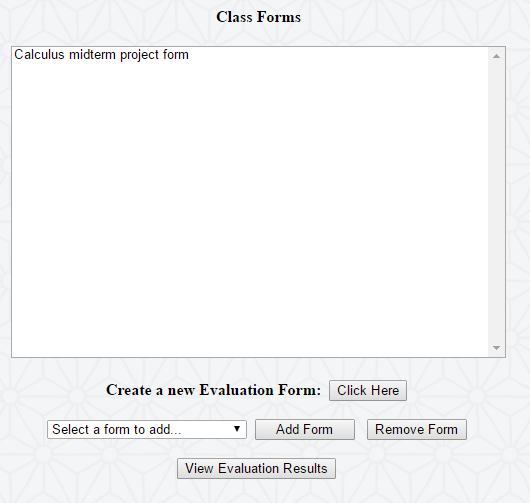 Class Forms
Calculus midterm project form
Create a new Evaluation Form: Click Here
Select a form to add... Add Form Remove Form
View Evaluation Results